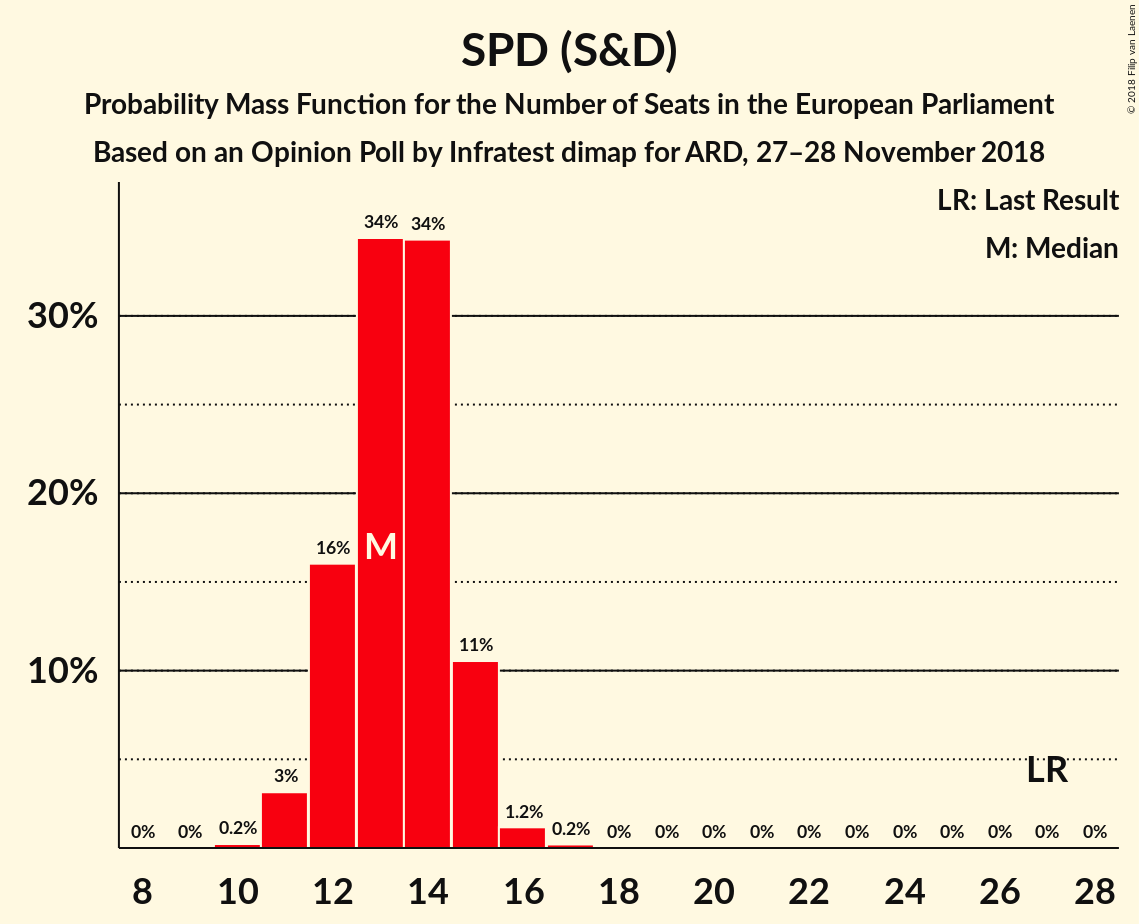 SPD (S&D)
Probability Mass Function for the Number of Seats in the European Parliament
Based on an Opinion Poll by Infratest dimap for ARD, 27–28 November 2018
© 2018 Filip van Laenen
LR: Last Result
M: Median
34% 34%
30%
20%
16%
M
11%
10%
3%
LR
1.2%
0% 0% 0.2% 0.2% 0% 0% 0% 0% 0% 0% 0% 0% 0% 0% 0%
8 10 12 14 16 18 20 22 24 26 28